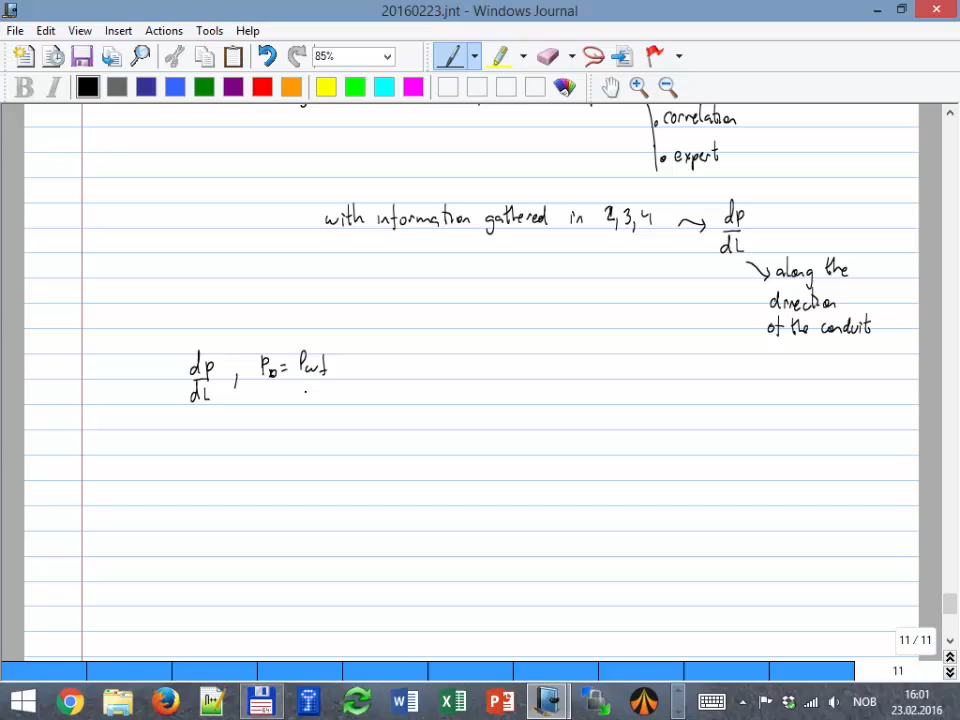 20160223.jnt - Windows Journal
File Edit View Insert Actions Tools Help
85%
B I
• correlation
• expert
with information gathered in 2,3,4 ~> dp/dL
along the
direction
of the conduit
dp/dL , P₀ = Pwf
11 / 11
11
NOB
16:01
23.02.2016